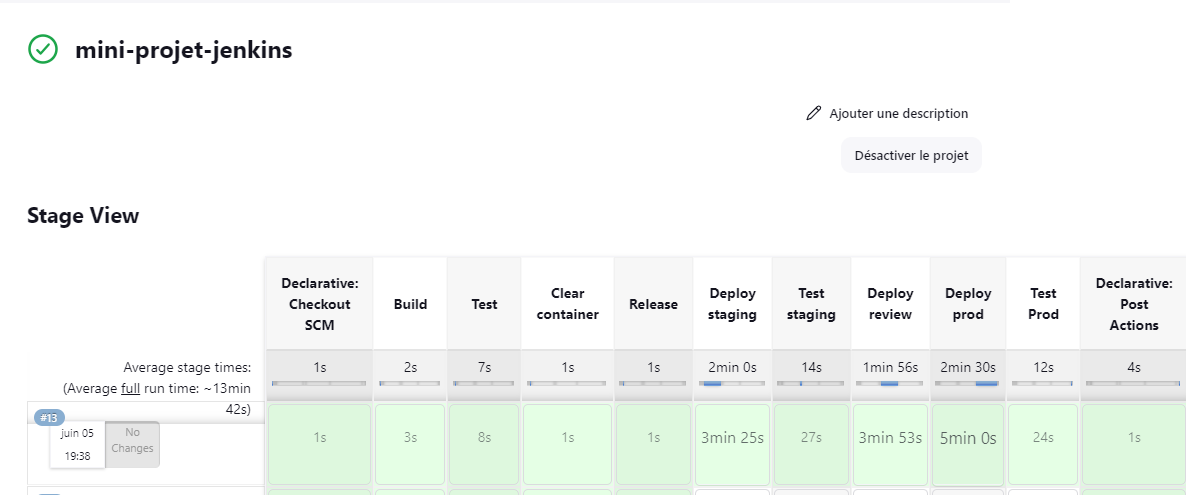 mini-projet-jenkins
Ajouter une description
Désactiver le projet
Stage View
Declarative:
Checkout
SCM
Build
Test
Clear
container
Release
Deploy
staging
Test
staging
Deploy
review
Deploy
prod
Test
Prod
Declarative:
Post
Actions
Average stage times:
(Average full run time: ~13min
42s)
1s
2s
7s
1s
1s
2min 0s
14s
1min 56s
2min 30s
12s
4s
#13
juin 05
19:38
No
Changes
1s
3s
8s
1s
1s
3min 25s
27s
3min 53s
5min 0s
24s
1s